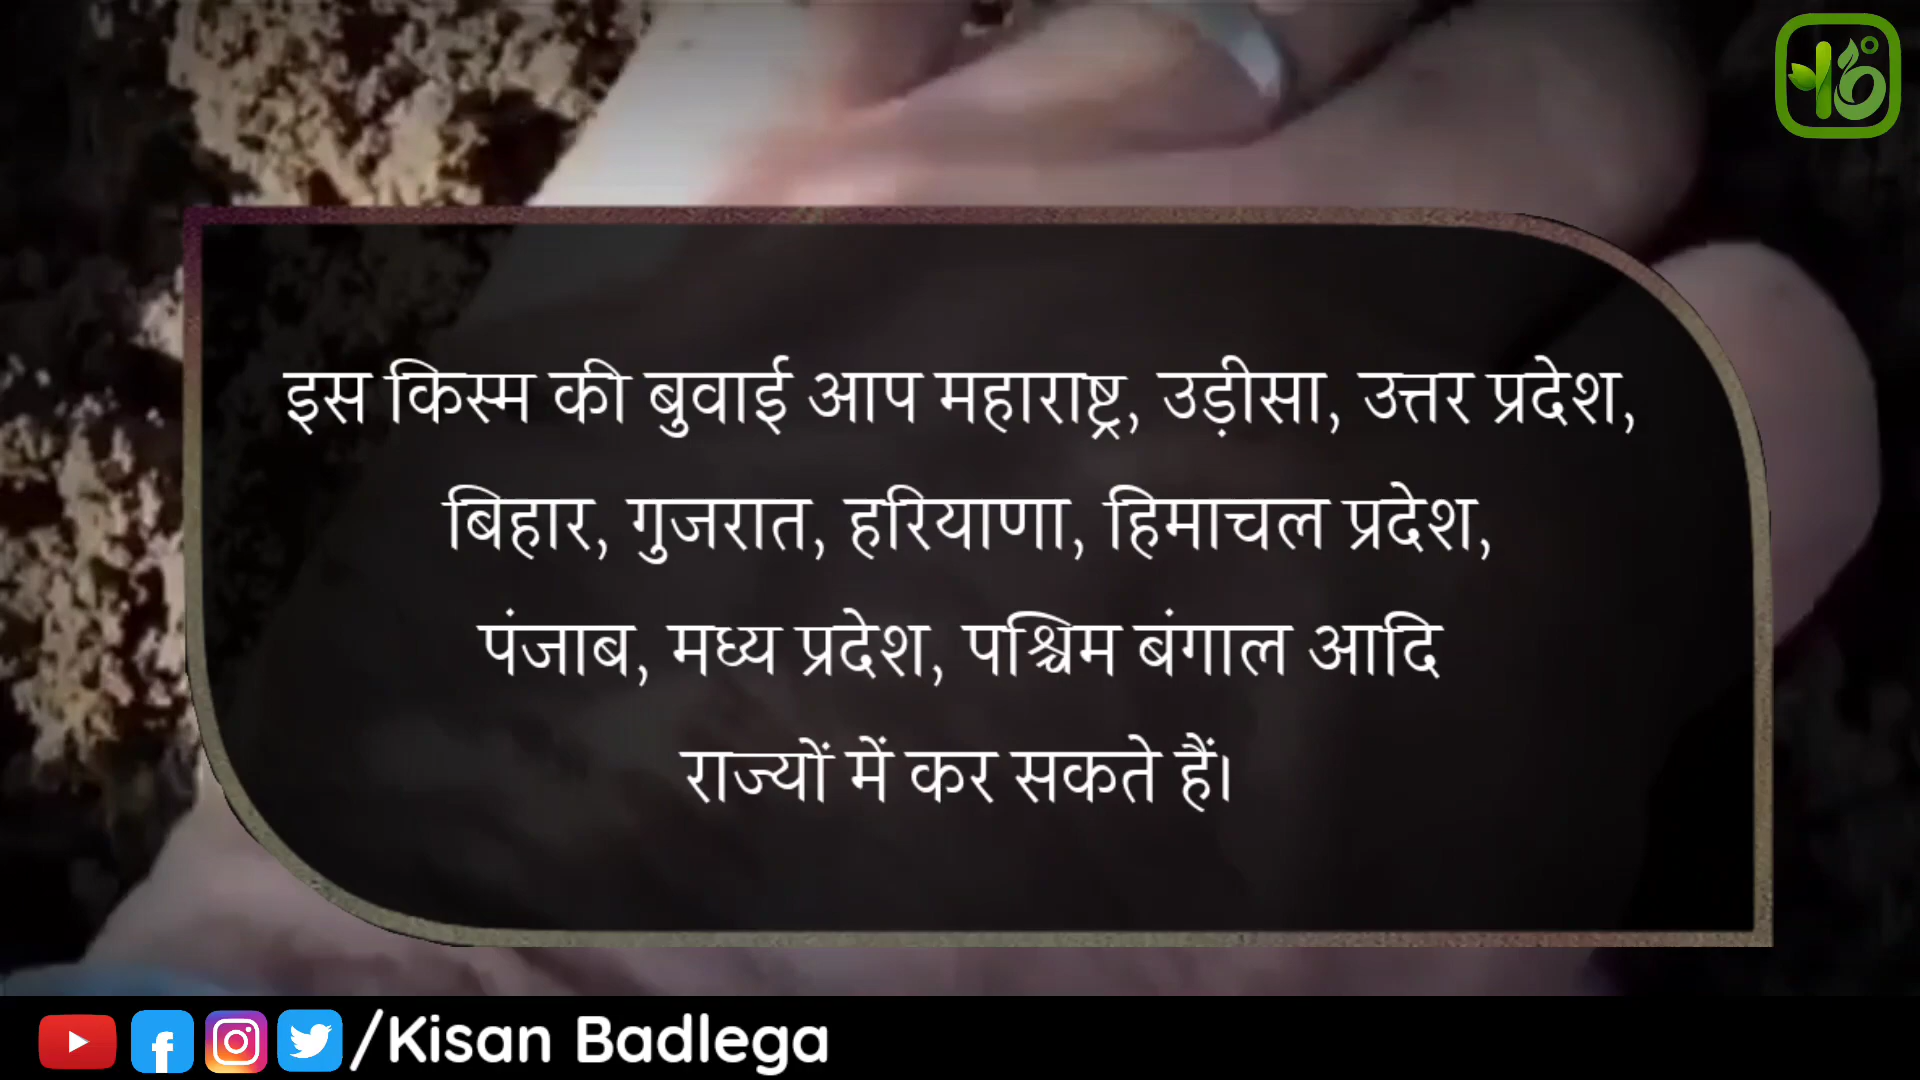 इस किस्म की बुवाई आप महाराष्ट्र, उड़ीसा, उत्तर प्रदेश,
बिहार, गुजरात, हरियाणा, हिमाचल प्रदेश,
पंजाब, मध्य प्रदेश, पश्चिम बंगाल आदि
राज्यों में कर सकते हैं।
/Kisan Badlega